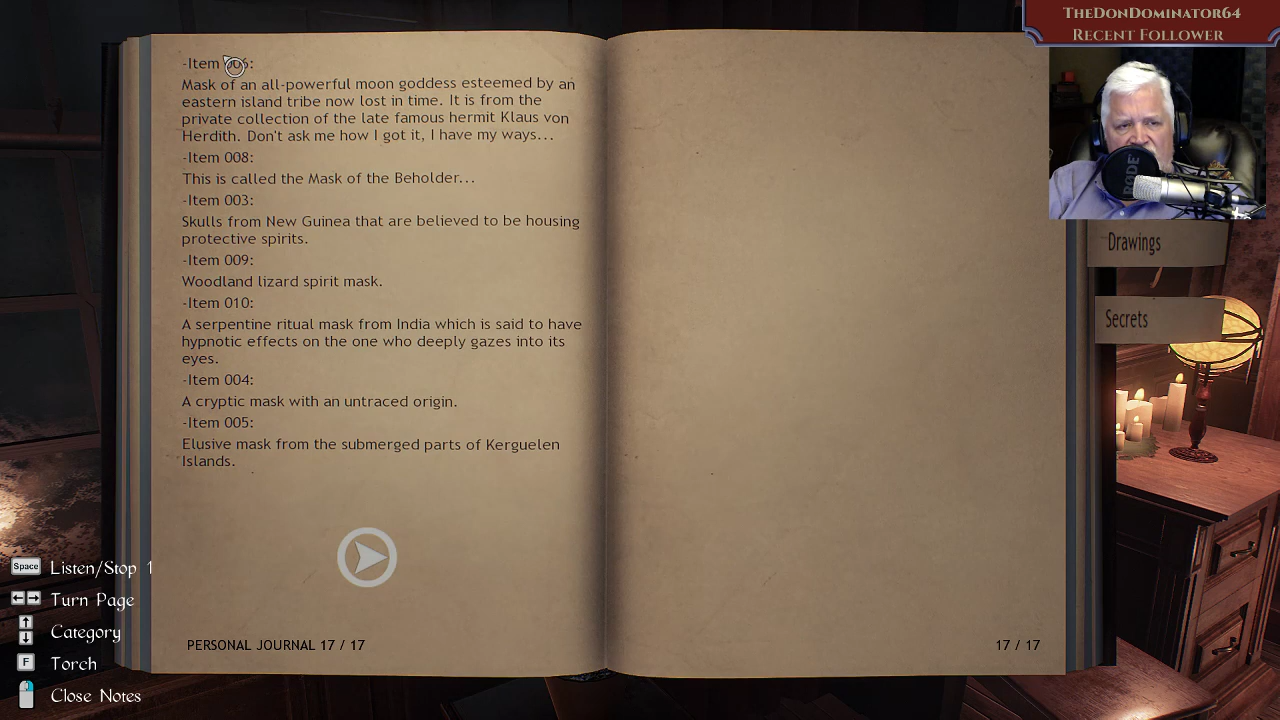 TheDonDominator64
Recent Follower
-Item 006:
Mask of an all-powerful moon goddess esteemed by an
eastern island tribe now lost in time. It is from the
private collection of the late famous hermit Klaus von
Herdith. Don't ask me how I got it, I have my ways...
-Item 008:
This is called the Mask of the Beholder...
-Item 003:
Skulls from New Guinea that are believed to be housing
protective spirits.
-Item 009:
Woodland lizard spirit mask.
-Item 010:
A serpentine ritual mask from India which is said to have
hypnotic effects on the one who deeply gazes into its
eyes.
-Item 004:
A cryptic mask with an untraced origin.
-Item 005:
Elusive mask from the submerged parts of Kerguelen
Islands.
PERSONAL JOURNAL 17 / 17
17 / 17
Drawings
Secrets
RODE
Space Listen/Stop 1
Turn Page
Category
F Torch
Close Notes